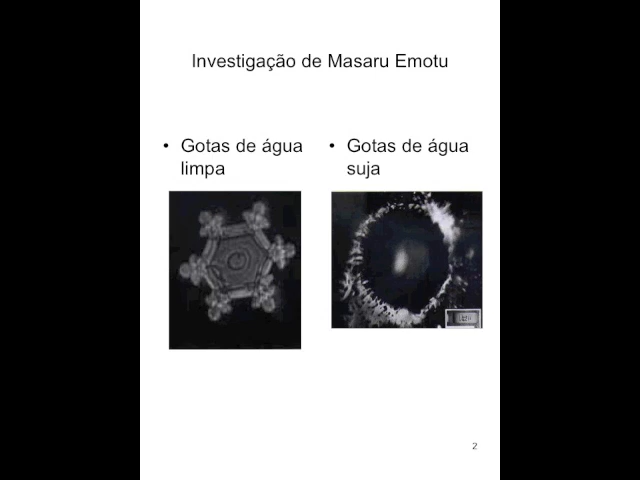 Investigação de Masaru Emotu
• Gotas de água
limpa
• Gotas de água
suja
2